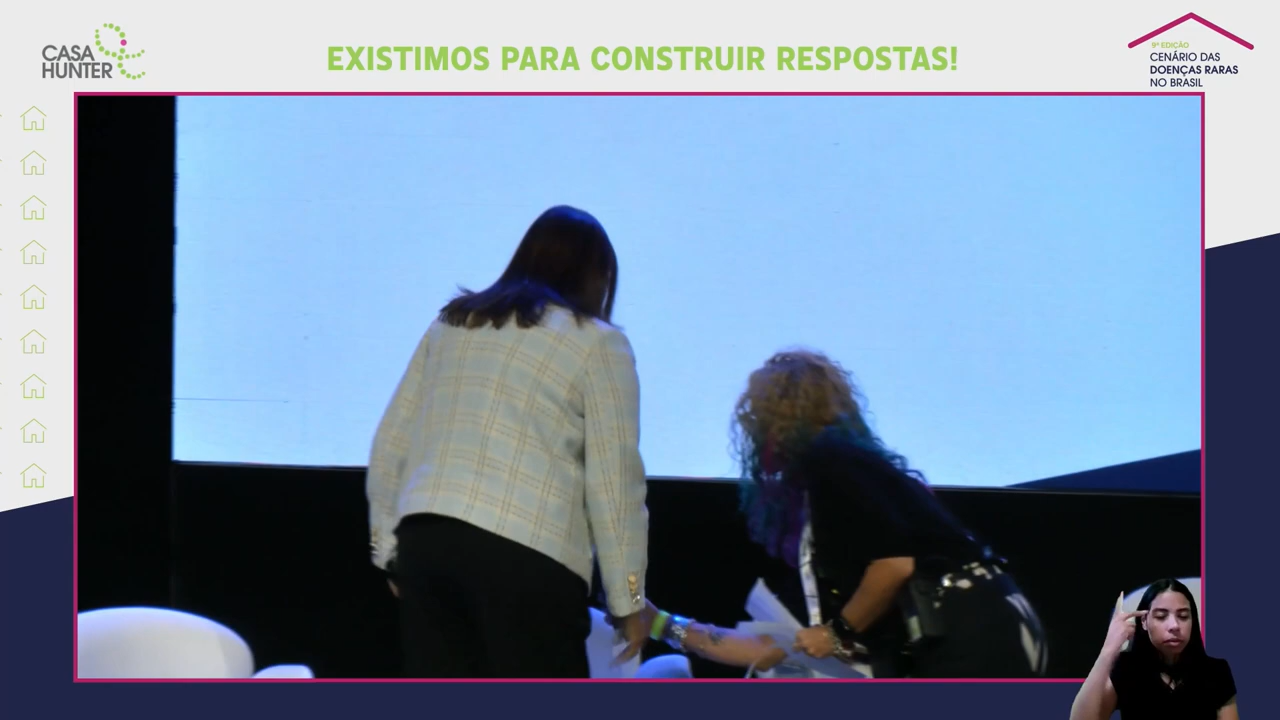 CASA
HUNTER
EXISTIMOS PARA CONSTRUIR RESPOSTAS!
9ª EDIÇÃO
CENÁRIO DAS
DOENÇAS RARAS
NO BRASIL